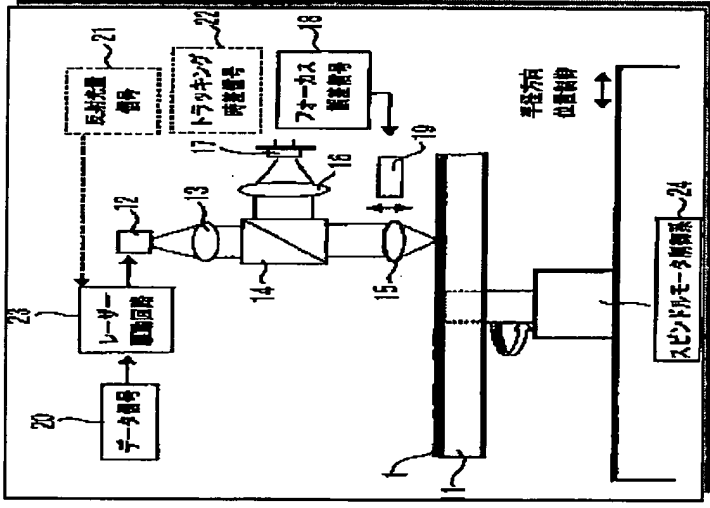 21
反射光量
信号
22
トラッキング
誤差信号
18
フォーカス
誤差信号
17
16
12
13
19
14
15
23
レーザー
駆動回路
20
データ信号
半径方向
位置制御
24
スピンドルモータ制御系
1
11